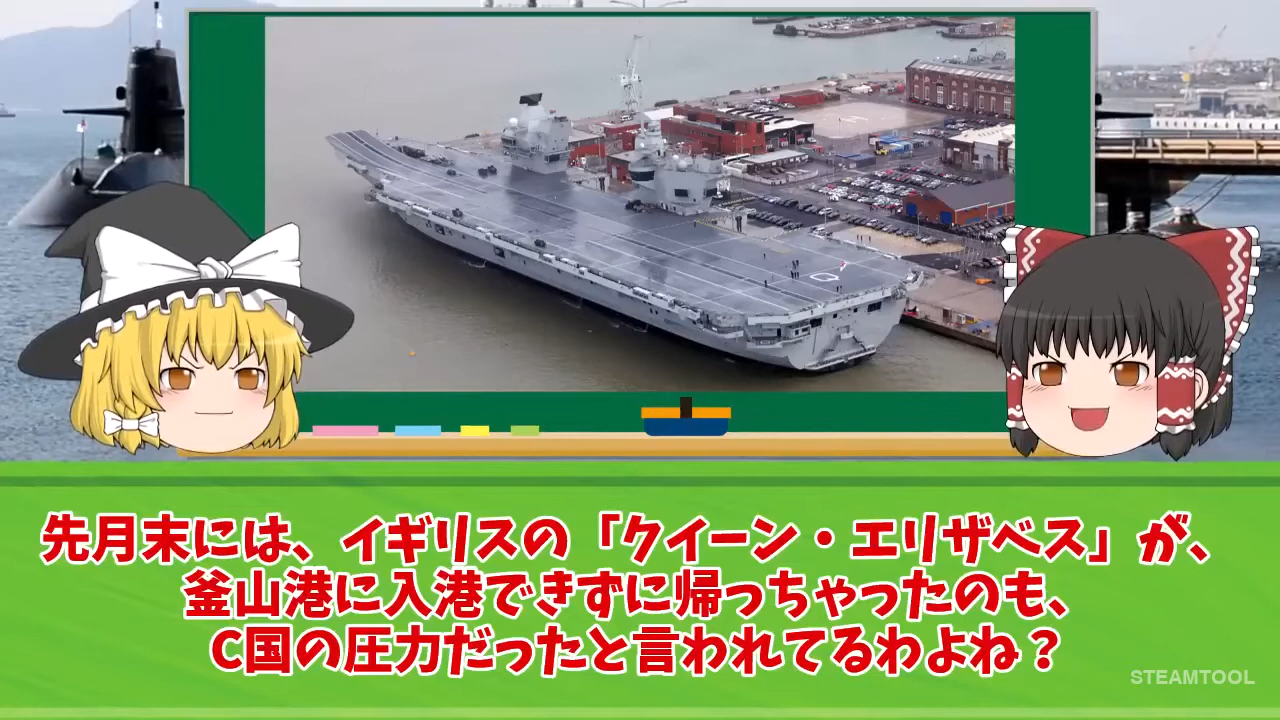 先月末には、イギリスの「クイーン・エリザベス」が、
釜山港に入港できずに帰っちゃったのも、
C国の圧力だったと言われてるわよね？
STEAMTOOL